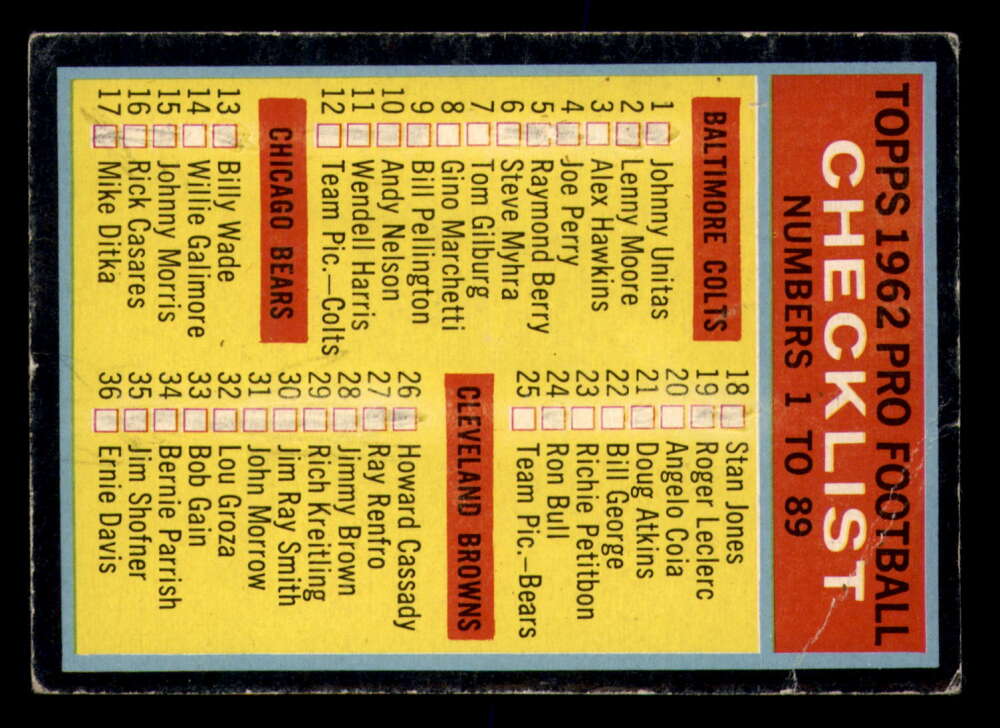 TOPPS 1962 PRO FOOTBALL
CHECKLIST
NUMBERS 1 TO 89
BALTIMORE COLTS
1 Johnny Unitas
2 Lenny Moore
3 Alex Hawkins
4 Joe Perry
5 Raymond Berry
6 Steve Myhra
7 Tom Gilburg
8 Gino Marchetti
9 Bill Pellington
10 Andy Nelson
11 Wendell Harris
12 Team Pic.—Colts
CHICAGO BEARS
13 Billy Wade
14 Willie Galimore
15 Johnny Morris
16 Rick Casares
17 Mike Ditka
18 Stan Jones
19 Roger Leclerc
20 Angelo Coia
21 Doug Atkins
22 Bill George
23 Richie Petitbon
24 Ron Bull
25 Team Pic.—Bears
CLEVELAND BROWNS
26 Howard Cassady
27 Ray Renfro
28 Jimmy Brown
29 Rich Kreitling
30 Jim Ray Smith
31 John Morrow
32 Lou Groza
33 Bob Gain
34 Bernie Parrish
35 Jim Shofner
36 Ernie Davis